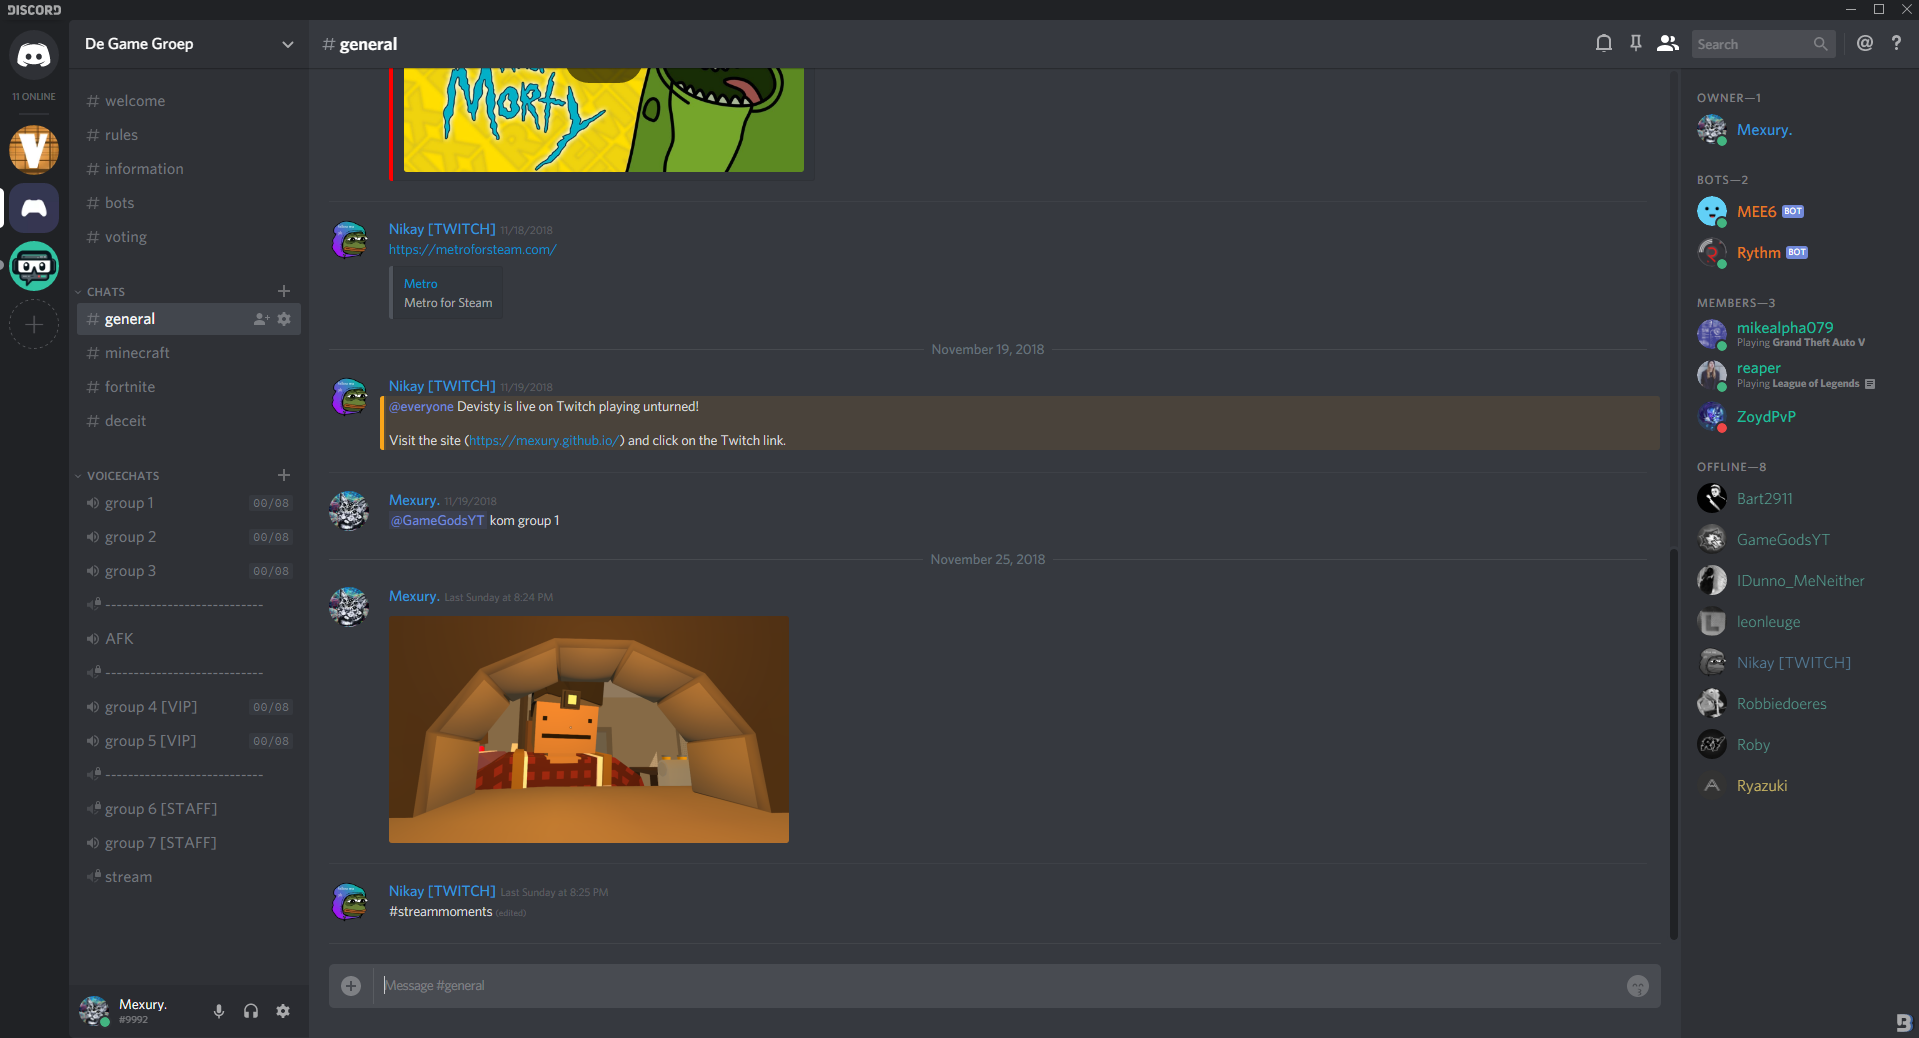 DISCORD
11 ONLINE
De Game Groep
# welcome
# rules
# information
# bots
# voting
CHATS
# general
# minecraft
# fortnite
# deceit
VOICECHATS
group 1 00/08
group 2 00/08
group 3 00/08
----------------------------
AFK
----------------------------
group 4 [VIP] 00/08
group 5 [VIP] 00/08
----------------------------
group 6 [STAFF]
group 7 [STAFF]
stream
Mexury.
#9992
# general
Search
@ ?
Morty
Nikay [TWITCH] 11/18/2018
https://metroforsteam.com/
Metro
Metro for Steam
November 19, 2018
Nikay [TWITCH] 11/19/2018
@everyone Devisty is live on Twitch playing unturned!
Visit the site (https://mexury.github.io/) and click on the Twitch link.
Mexury. 11/19/2018
@GameGodsYT kom group 1
November 25, 2018
Mexury. Last Sunday at 8:24 PM
Nikay [TWITCH] Last Sunday at 8:25 PM
#streammoments (edited)
Message #general
OWNER—1
Mexury.
BOTS—2
MEE6 BOT
Rythm BOT
MEMBERS—3
mikealpha079
Playing Grand Theft Auto V
reaper
Playing League of Legends
ZoydPvP
OFFLINE—8
Bart2911
GameGodsYT
IDunno_MeNeither
leonleuge
Nikay [TWITCH]
Robbiedoeres
Roby
Ryazuki